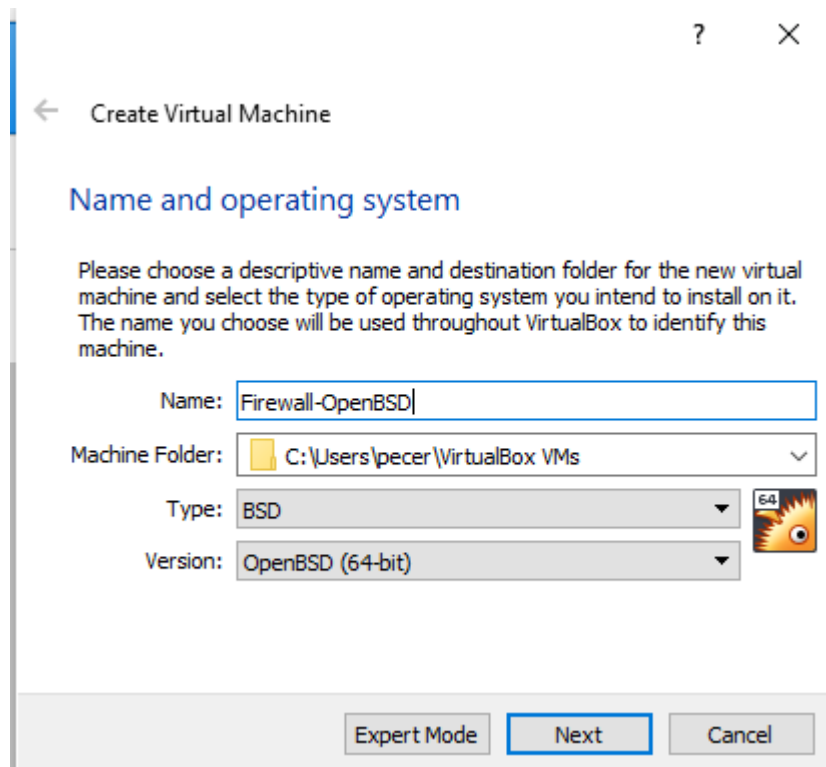 ?
Create Virtual Machine
Name and operating system
Please choose a descriptive name and destination folder for the new virtual
machine and select the type of operating system you intend to install on it.
The name you choose will be used throughout VirtualBox to identify this
machine.
Name: Firewall-OpenBSD
Machine Folder: C:\Users\pecer\VirtualBox VMs
Type: BSD
64
Version: OpenBSD (64-bit)
Expert Mode Next Cancel